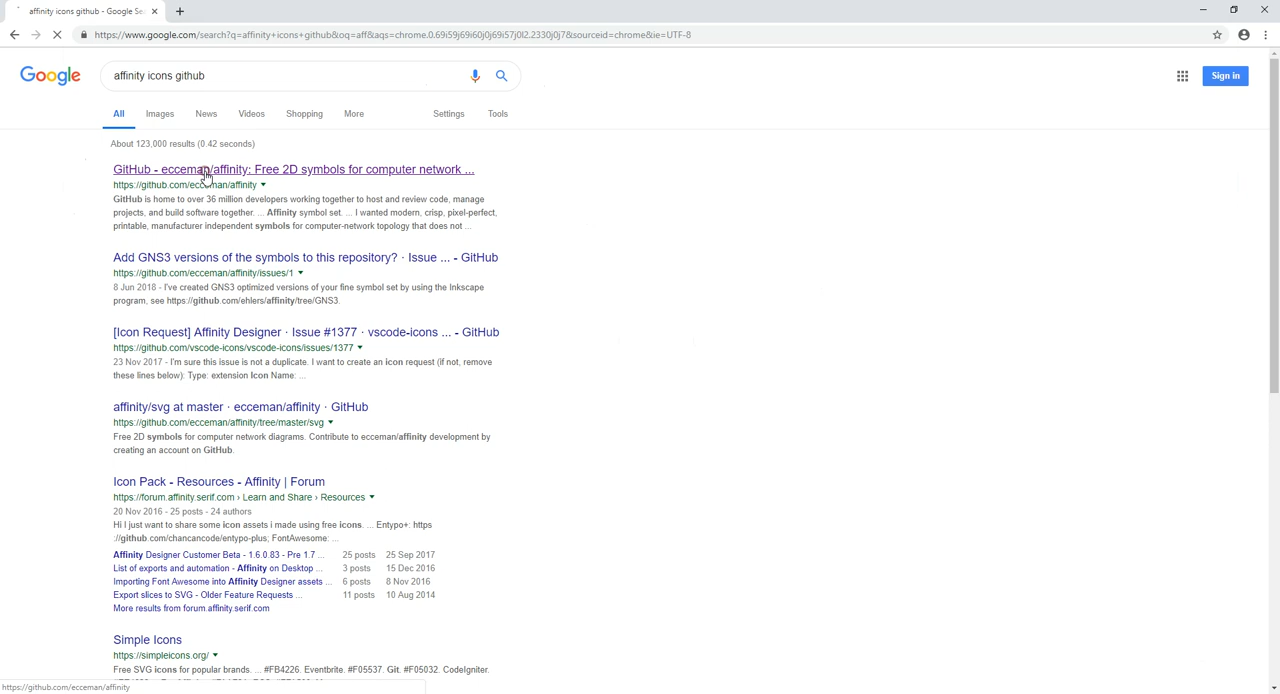 affinity icons github - Google Se
https://www.google.com/search?q=affinity+icons+github&oq=aff&aqs=chrome.0.69i59j69i60j0j69i57j0l2.2330j0j7&sourceid=chrome&ie=UTF-8
Google
affinity icons github
Sign in
All Images News Videos Shopping More Settings Tools
About 123,000 results (0.42 seconds)
GitHub - ecceman/affinity: Free 2D symbols for computer network ...
https://github.com/ecceman/affinity
GitHub is home to over 36 million developers working together to host and review code, manage
projects, and build software together. ... Affinity symbol set. ... I wanted modern, crisp, pixel-perfect,
printable, manufacturer independent symbols for computer-network topology that does not ...
Add GNS3 versions of the symbols to this repository? · Issue ... - GitHub
https://github.com/ecceman/affinity/issues/1
8 Jun 2018 - I've created GNS3 optimized versions of your fine symbol set by using the Inkscape
program, see https://github.com/ehlers/affinity/tree/GNS3.
[Icon Request] Affinity Designer · Issue #1377 · vscode-icons ... - GitHub
https://github.com/vscode-icons/vscode-icons/issues/1377
23 Nov 2017 - I'm sure this issue is not a duplicate. I want to create an icon request (if not, remove
these lines below): Type: extension Icon Name: ...
affinity/svg at master · ecceman/affinity · GitHub
https://github.com/ecceman/affinity/tree/master/svg
Free 2D symbols for computer network diagrams. Contribute to ecceman/affinity development by
creating an account on GitHub.
Icon Pack - Resources - Affinity | Forum
https://forum.affinity.serif.com › Learn and Share › Resources
20 Nov 2016 - 25 posts - 24 authors
Hi I just want to share some icon assets i made using free icons. ... Entypo+: https
://github.com/chancancode/entypo-plus; FontAwesome: ...
Affinity Designer Customer Beta - 1.6.0.83 - Pre 1.7 ... 25 posts 25 Sep 2017
List of exports and automation - Affinity on Desktop ... 3 posts 15 Dec 2016
Importing Font Awesome into Affinity Designer assets ... 6 posts 8 Nov 2016
Export slices to SVG - Older Feature Requests ... 11 posts 10 Aug 2014
More results from forum.affinity.serif.com
Simple Icons
https://simpleicons.org/
Free SVG icons for popular brands. ... #FB4226. Eventbrite. #F05537. Git. #F05032. CodeIgniter.
https://github.com/ecceman/affinity